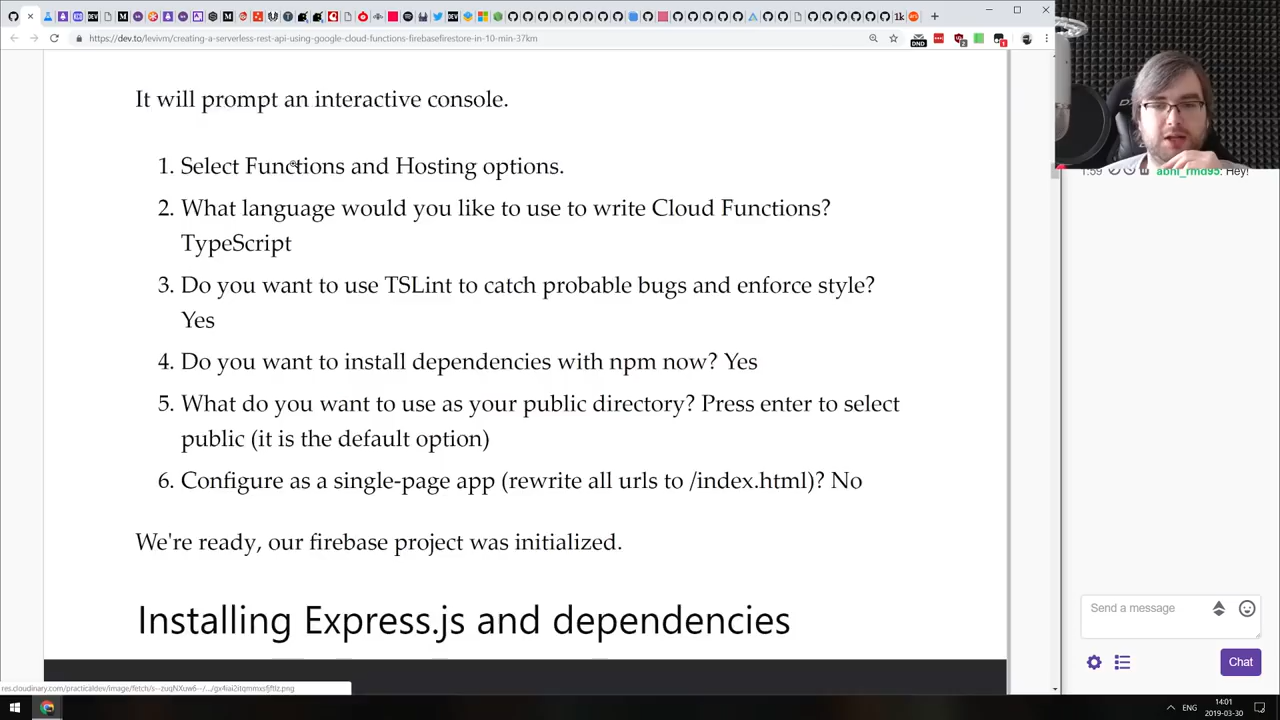 https://dev.to/levivm/creating-a-serverless-rest-api-using-google-cloud-functions-firebasefirestore-in-10-min-37km
DND
It will prompt an interactive console.
1. Select Functions and Hosting options.
2. What language would you like to use to write Cloud Functions?
TypeScript
3. Do you want to use TSLint to catch probable bugs and enforce style?
Yes
4. Do you want to install dependencies with npm now? Yes
5. What do you want to use as your public directory? Press enter to select
public (it is the default option)
6. Configure as a single-page app (rewrite all urls to /index.html)? No
We're ready, our firebase project was initialized.
Installing Express.js and dependencies
1:59 abhi_rmd95: Hey!
Send a message
Chat
ENG
14:01
2019-03-30